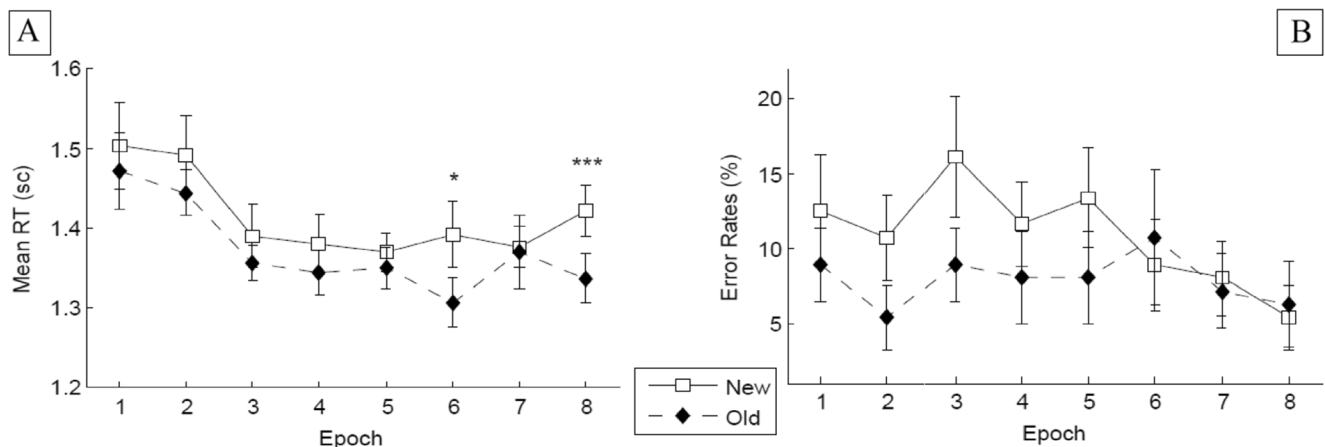 A
B
1.6
1.5
1.4
1.3
1.2
Mean RT (sc)
*
***
1 2 3 4 5 6 7 8
Epoch
New
Old
20
15
10
5
Error Rates (%)
1 2 3 4 5 6 7 8
Epoch